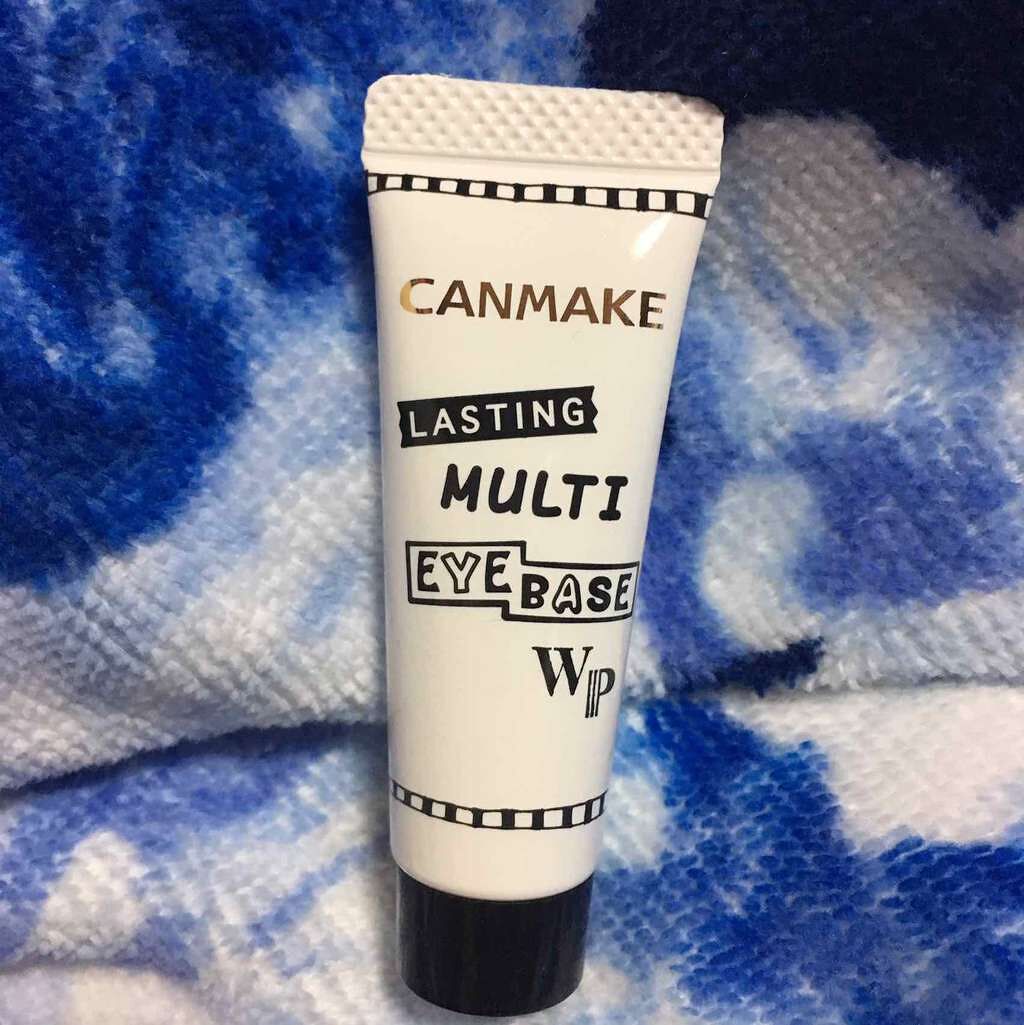 CANMAKE
LASTING
MULTI
EYE BASE
WP